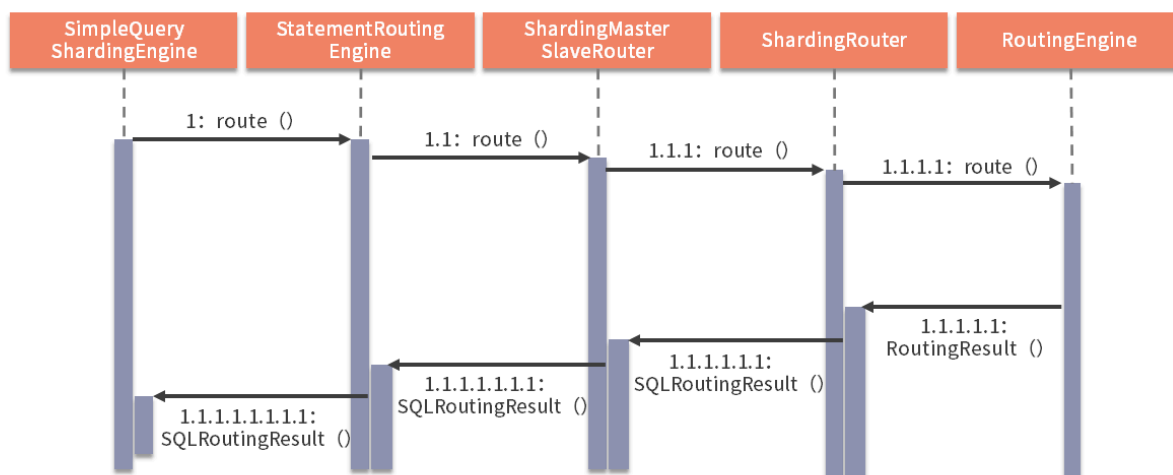 SimpleQuery
ShardingEngine
StatementRouting
Engine
ShardingMaster
SlaveRouter
ShardingRouter
RoutingEngine
1：route（）
1.1：route（）
1.1.1：route（）
1.1.1.1：route（）
1.1.1.1.1：
RoutingResult（）
1.1.1.1.1.1：
SQLRoutingResult（）
1.1.1.1.1.1.1：
SQLRoutingResult（）
1.1.1.1.1.1.1.1：
SQLRoutingResult（）